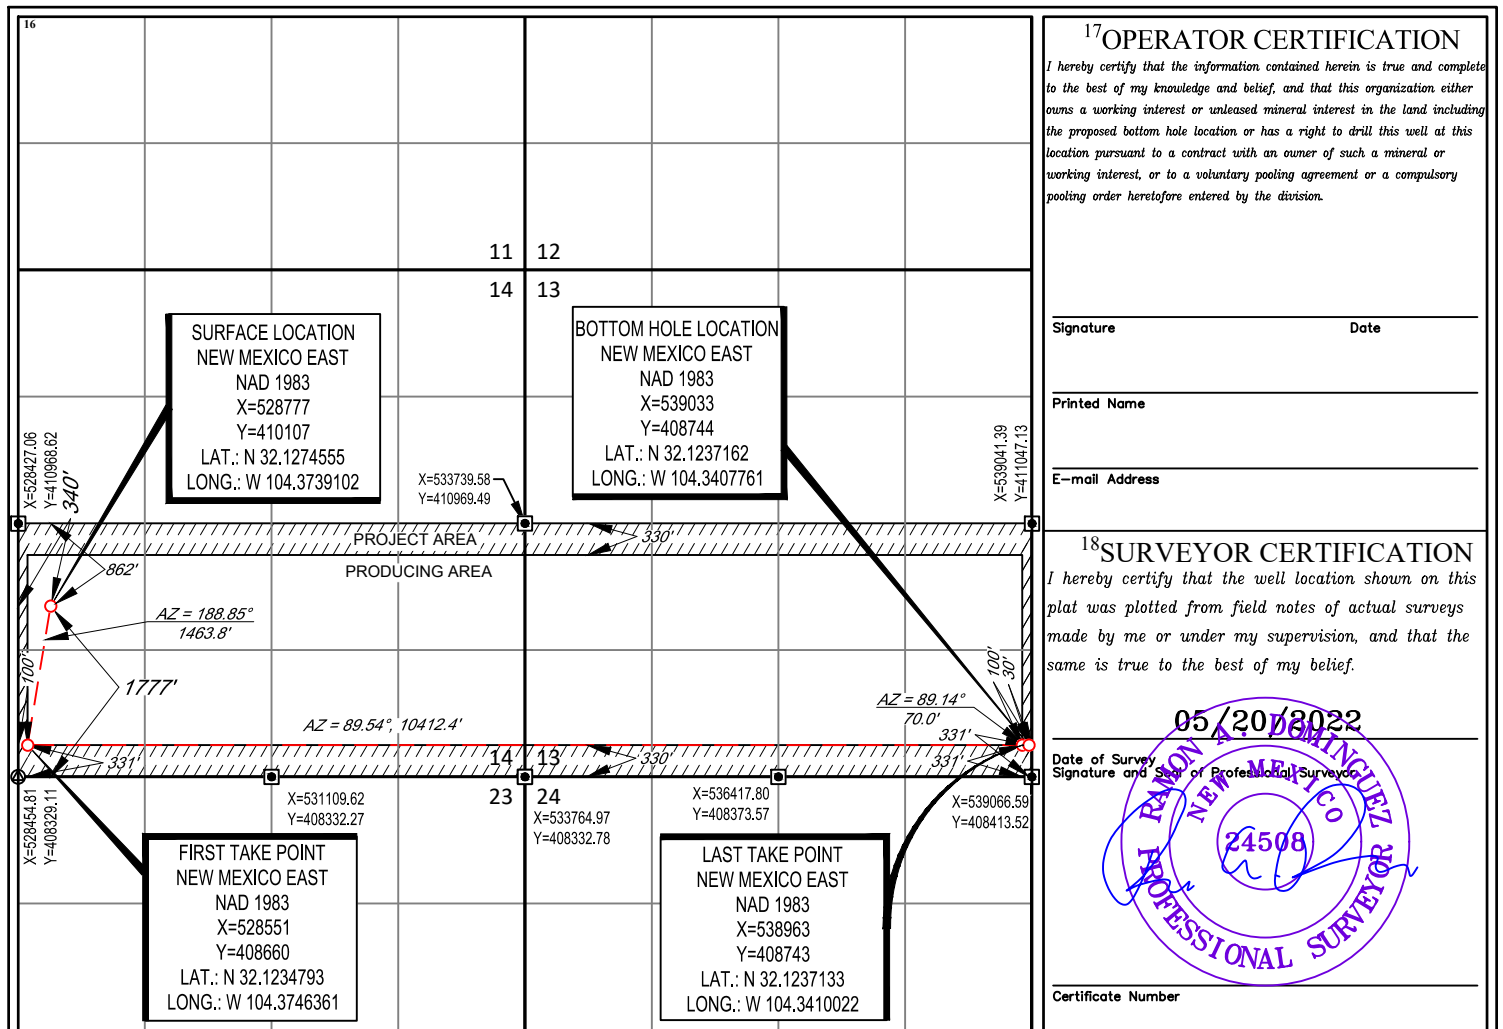 16
11 12
14 13
SURFACE LOCATION
NEW MEXICO EAST
NAD 1983
X=528777
Y=410107
LAT.: N 32.1274555
LONG.: W 104.3739102
BOTTOM HOLE LOCATION
NEW MEXICO EAST
NAD 1983
X=539033
Y=408744
LAT.: N 32.1237162
LONG.: W 104.3407761
X=528427.06
Y=410968.62
340'
X=533739.58
Y=410969.49
X=539041.39
Y=411047.13
PROJECT AREA
330'
PRODUCING AREA
862'
AZ = 188.85°
1463.8'
100'
1777'
100'
30'
AZ = 89.14°
70.0'
AZ = 89.54°, 10412.4'
331'
331'
14 13
330'
331'
23 24
X=528454.81
Y=408329.11
X=531109.62
Y=408332.27
X=533764.97
Y=408332.78
X=536417.80
Y=408373.57
X=539066.59
Y=408413.52
FIRST TAKE POINT
NEW MEXICO EAST
NAD 1983
X=528551
Y=408660
LAT.: N 32.1234793
LONG.: W 104.3746361
LAST TAKE POINT
NEW MEXICO EAST
NAD 1983
X=538963
Y=408743
LAT.: N 32.1237133
LONG.: W 104.3410022
17OPERATOR CERTIFICATION
I hereby certify that the information contained herein is true and complete
to the best of my knowledge and belief, and that this organization either
owns a working interest or unleased mineral interest in the land including
the proposed bottom hole location or has a right to drill this well at this
location pursuant to a contract with an owner of such a mineral or
working interest, or to a voluntary pooling agreement or a compulsory
pooling order heretofore entered by the division.
Signature Date
Printed Name
E-mail Address
18SURVEYOR CERTIFICATION
I hereby certify that the well location shown on this
plat was plotted from field notes of actual surveys
made by me or under my supervision, and that the
same is true to the best of my belief.
05/20/2022
Date of Survey
Signature and Seal of Professional Surveyor:
RAMON A. DOMINGUEZ
NEW MEXICO
24508
PROFESSIONAL SURVEYOR
Certificate Number